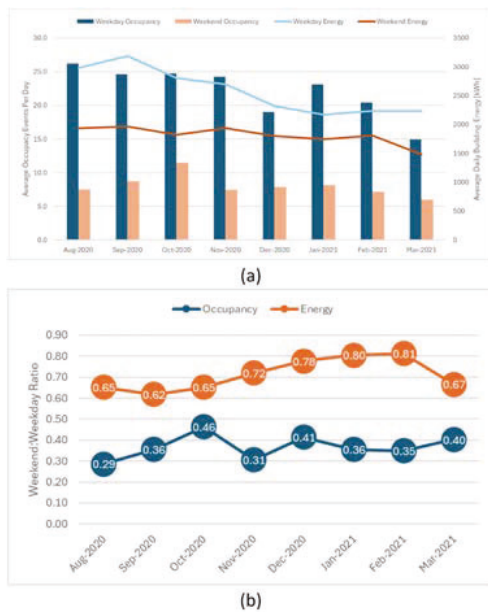 Weekday Occupancy Weekend Occupancy Weekday Energy Weekend Energy
30.0 3500
25.0 3000
20.0 2500
15.0 2000
10.0 1500
5.0 1000
0.0 500
0
Average Occupancy Events Per Day
Average Daily Building Energy [kWh]
Aug-2020 Sep-2020 Oct-2020 Nov-2020 Dec-2020 Jan-2021 Feb-2021 Mar-2021
(a)
Occupancy Energy
Weekend:Weekday Ratio
0.90
0.80
0.70
0.60
0.50
0.40
0.30
0.20
0.10
0.00
0.65 0.62 0.65 0.72 0.78 0.80 0.81 0.67
0.29 0.36 0.46 0.31 0.41 0.36 0.35 0.40
Aug-2020 Sep-2020 Oct-2020 Nov-2020 Dec-2020 Jan-2021 Feb-2021 Mar-2021
(b)